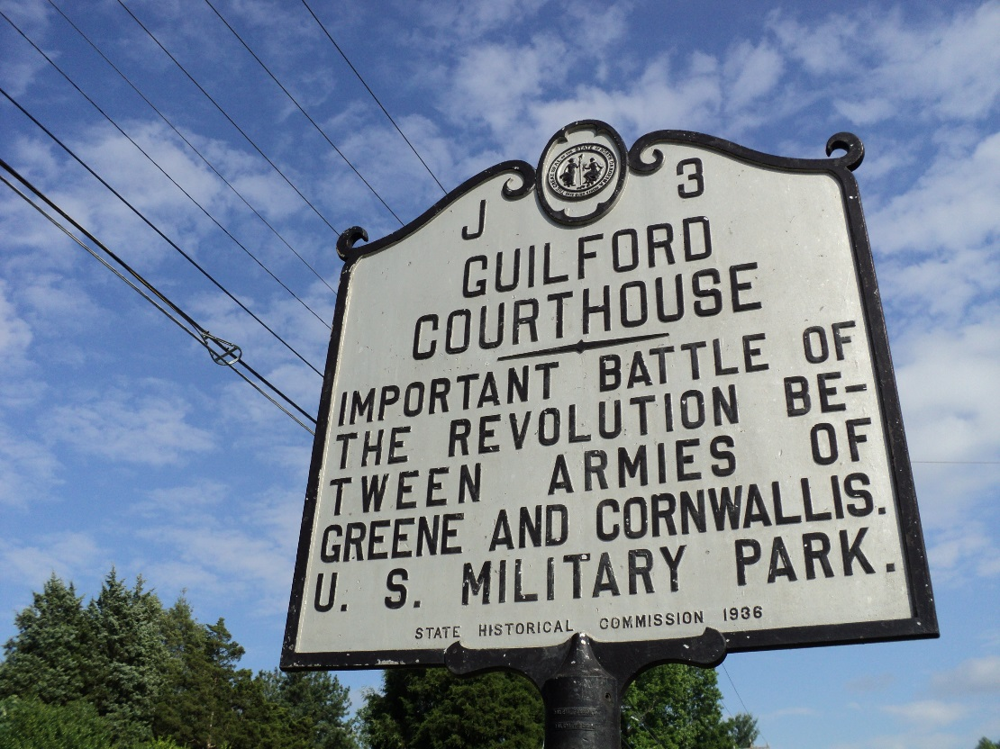 J 3
GUILFORD
COURTHOUSE
IMPORTANT BATTLE OF
THE REVOLUTION BE-
TWEEN ARMIES OF
GREENE AND CORNWALLIS.
U. S. MILITARY PARK.
STATE HISTORICAL COMMISSION 1936